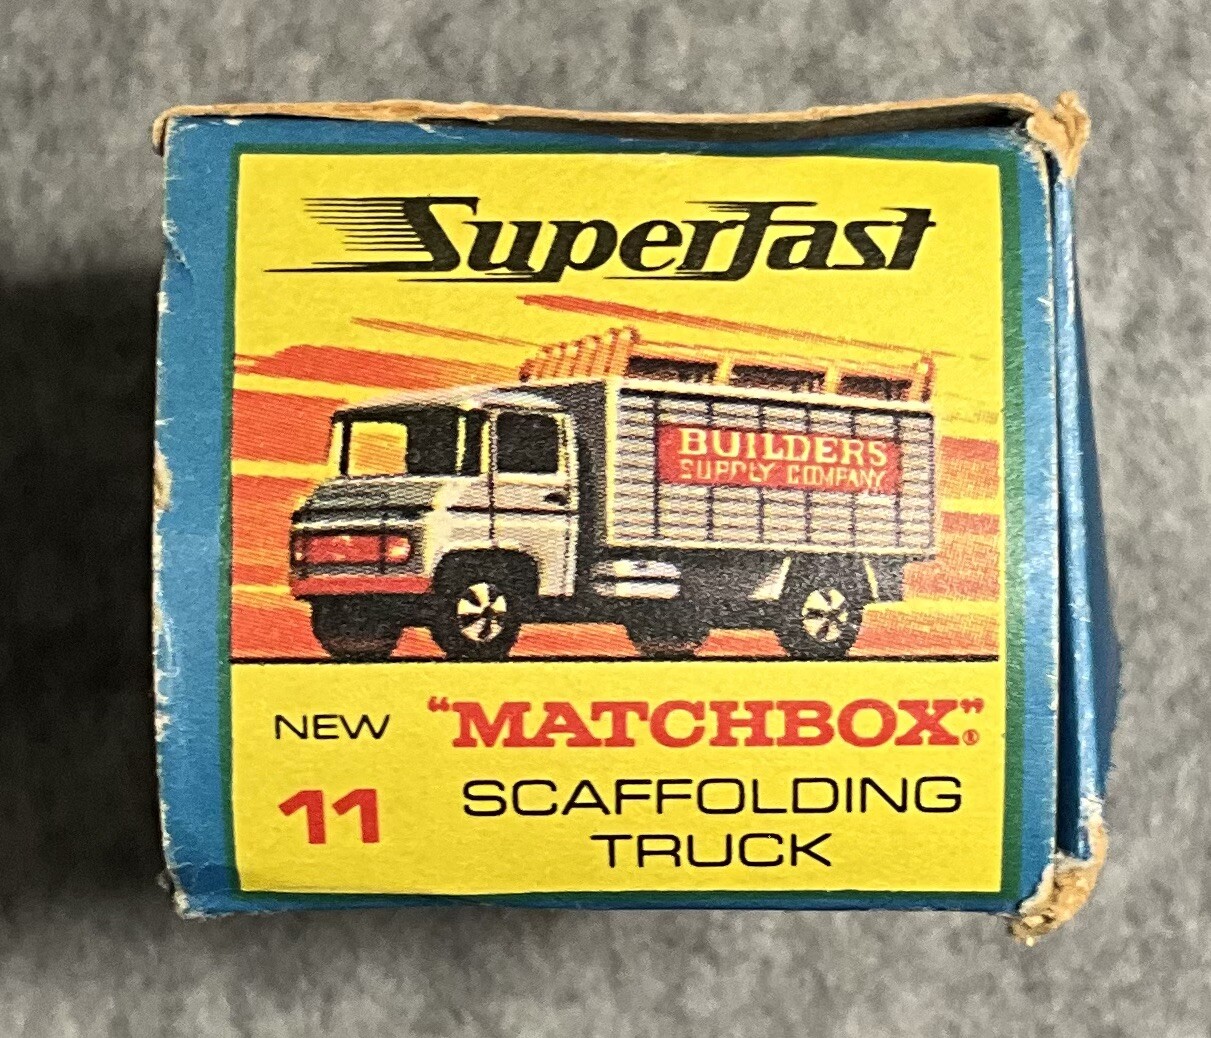 Superfast
BUILDERS
SUPPLY COMPANY
NEW "MATCHBOX"®
11 SCAFFOLDING
TRUCK